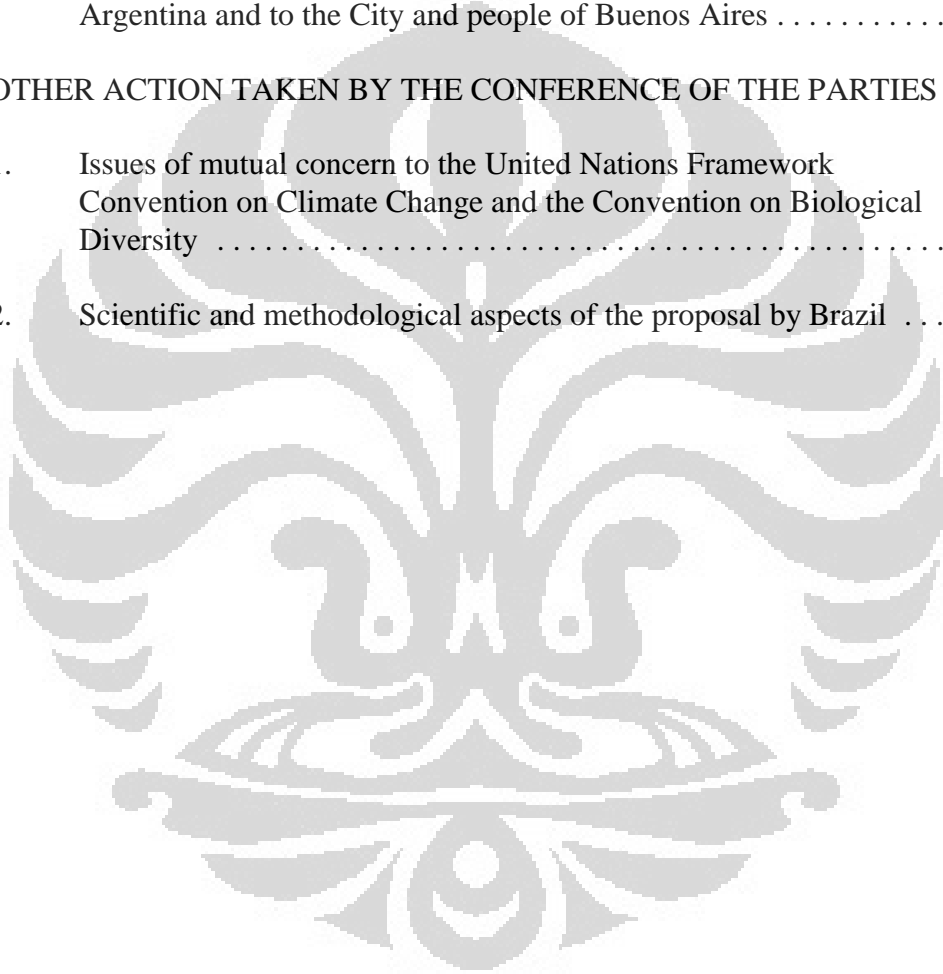 Argentina and to the City and people of Buenos Aires . . . . . . . . . . .
OTHER ACTION TAKEN BY THE CONFERENCE OF THE PARTIES
1. Issues of mutual concern to the United Nations Framework
Convention on Climate Change and the Convention on Biological
Diversity . . . . . . . . . . . . . . . . . . . . . . . . . . . . . . . . . . . . . . . . . . . . . .
2. Scientific and methodological aspects of the proposal by Brazil . . .